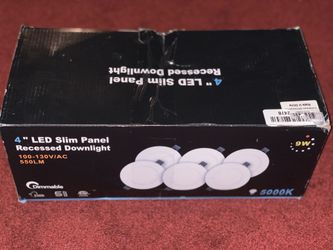 4" LED Slim Panel
Recessed Downlight
4" LED Slim Panel
Recessed Downlight
100-130V/AC
550LM
Dimmable
9W
5000K